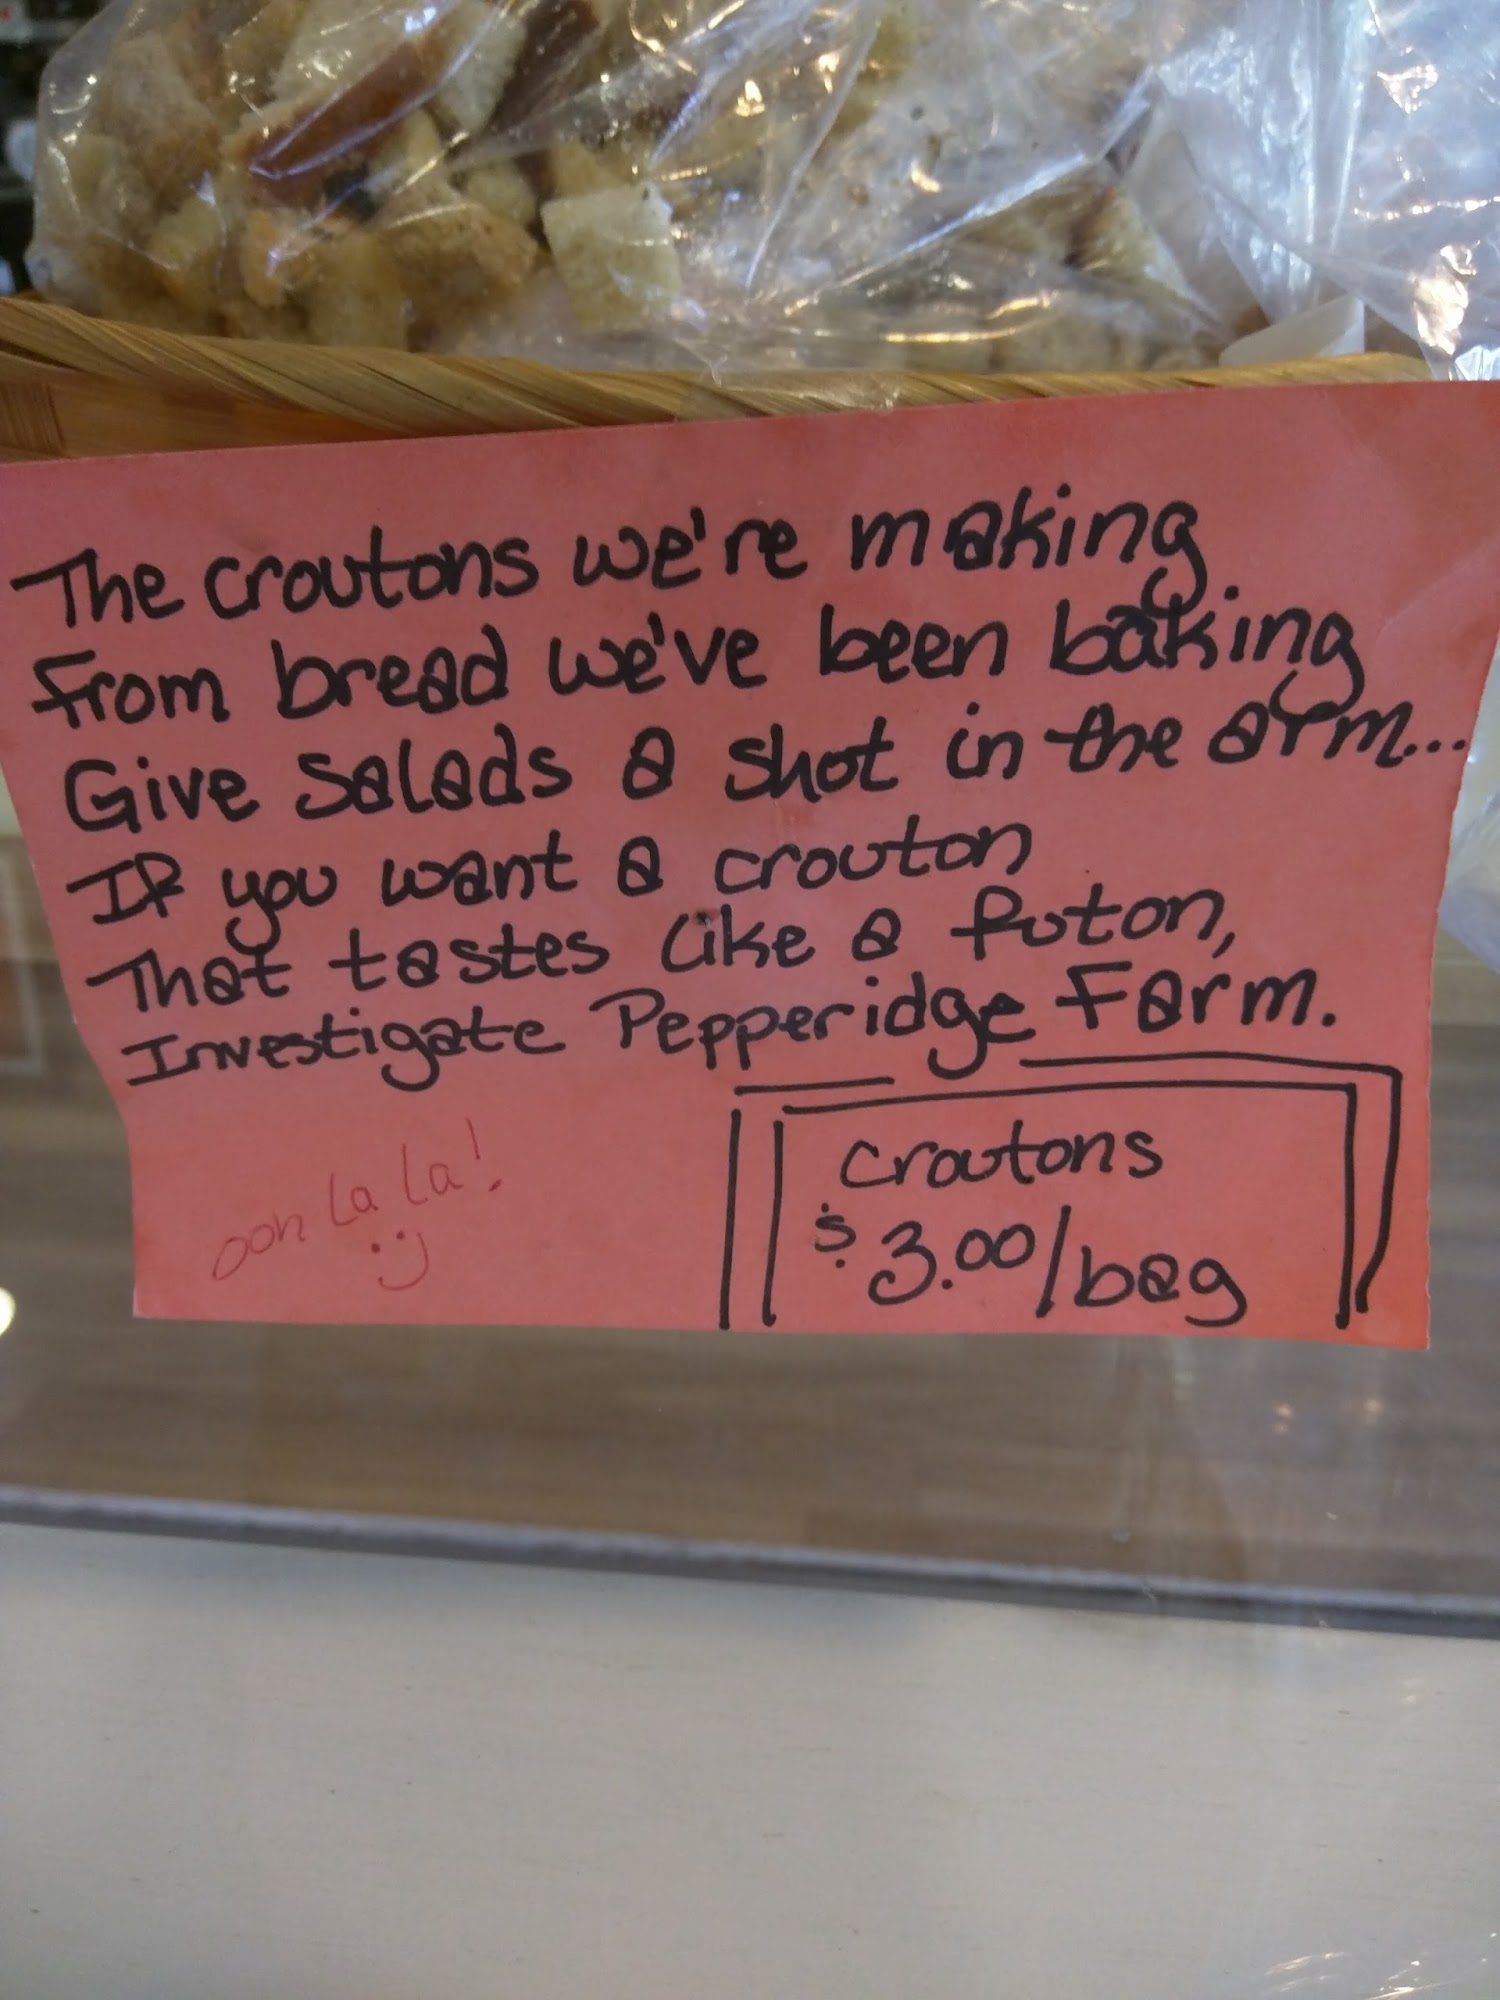 The croutons we're making
From bread we've been baking
Give salads a shot in the arm...
If you want a crouton
That tastes like a futon,
Investigate Pepperidge Farm.
ooh La La!
:)
Croutons
$3.00/bag